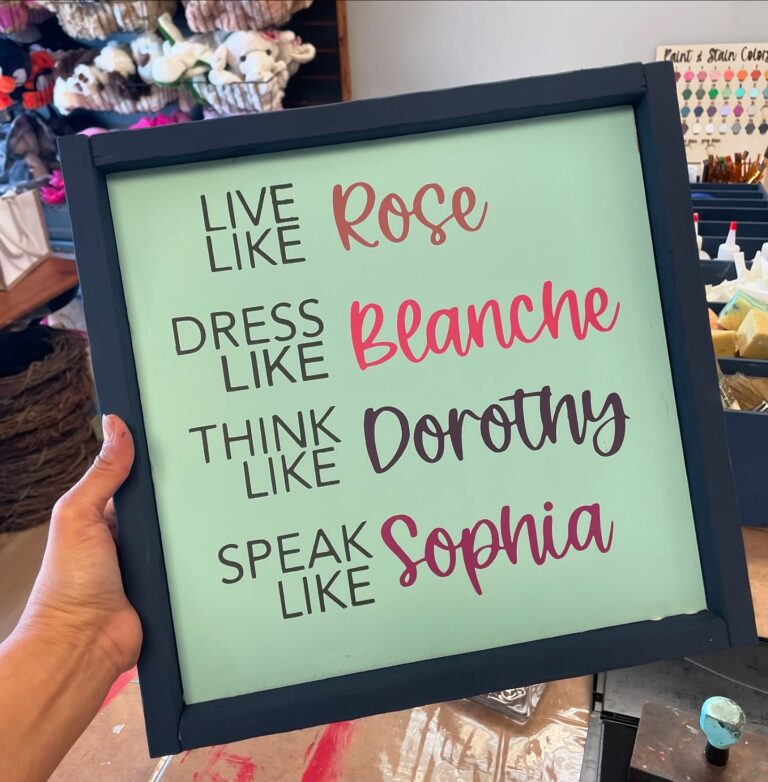 Paint & Stain Colors
LIVE
LIKE Rose
DRESS
LIKE Blanche
THINK
LIKE Dorothy
SPEAK
LIKE Sophia